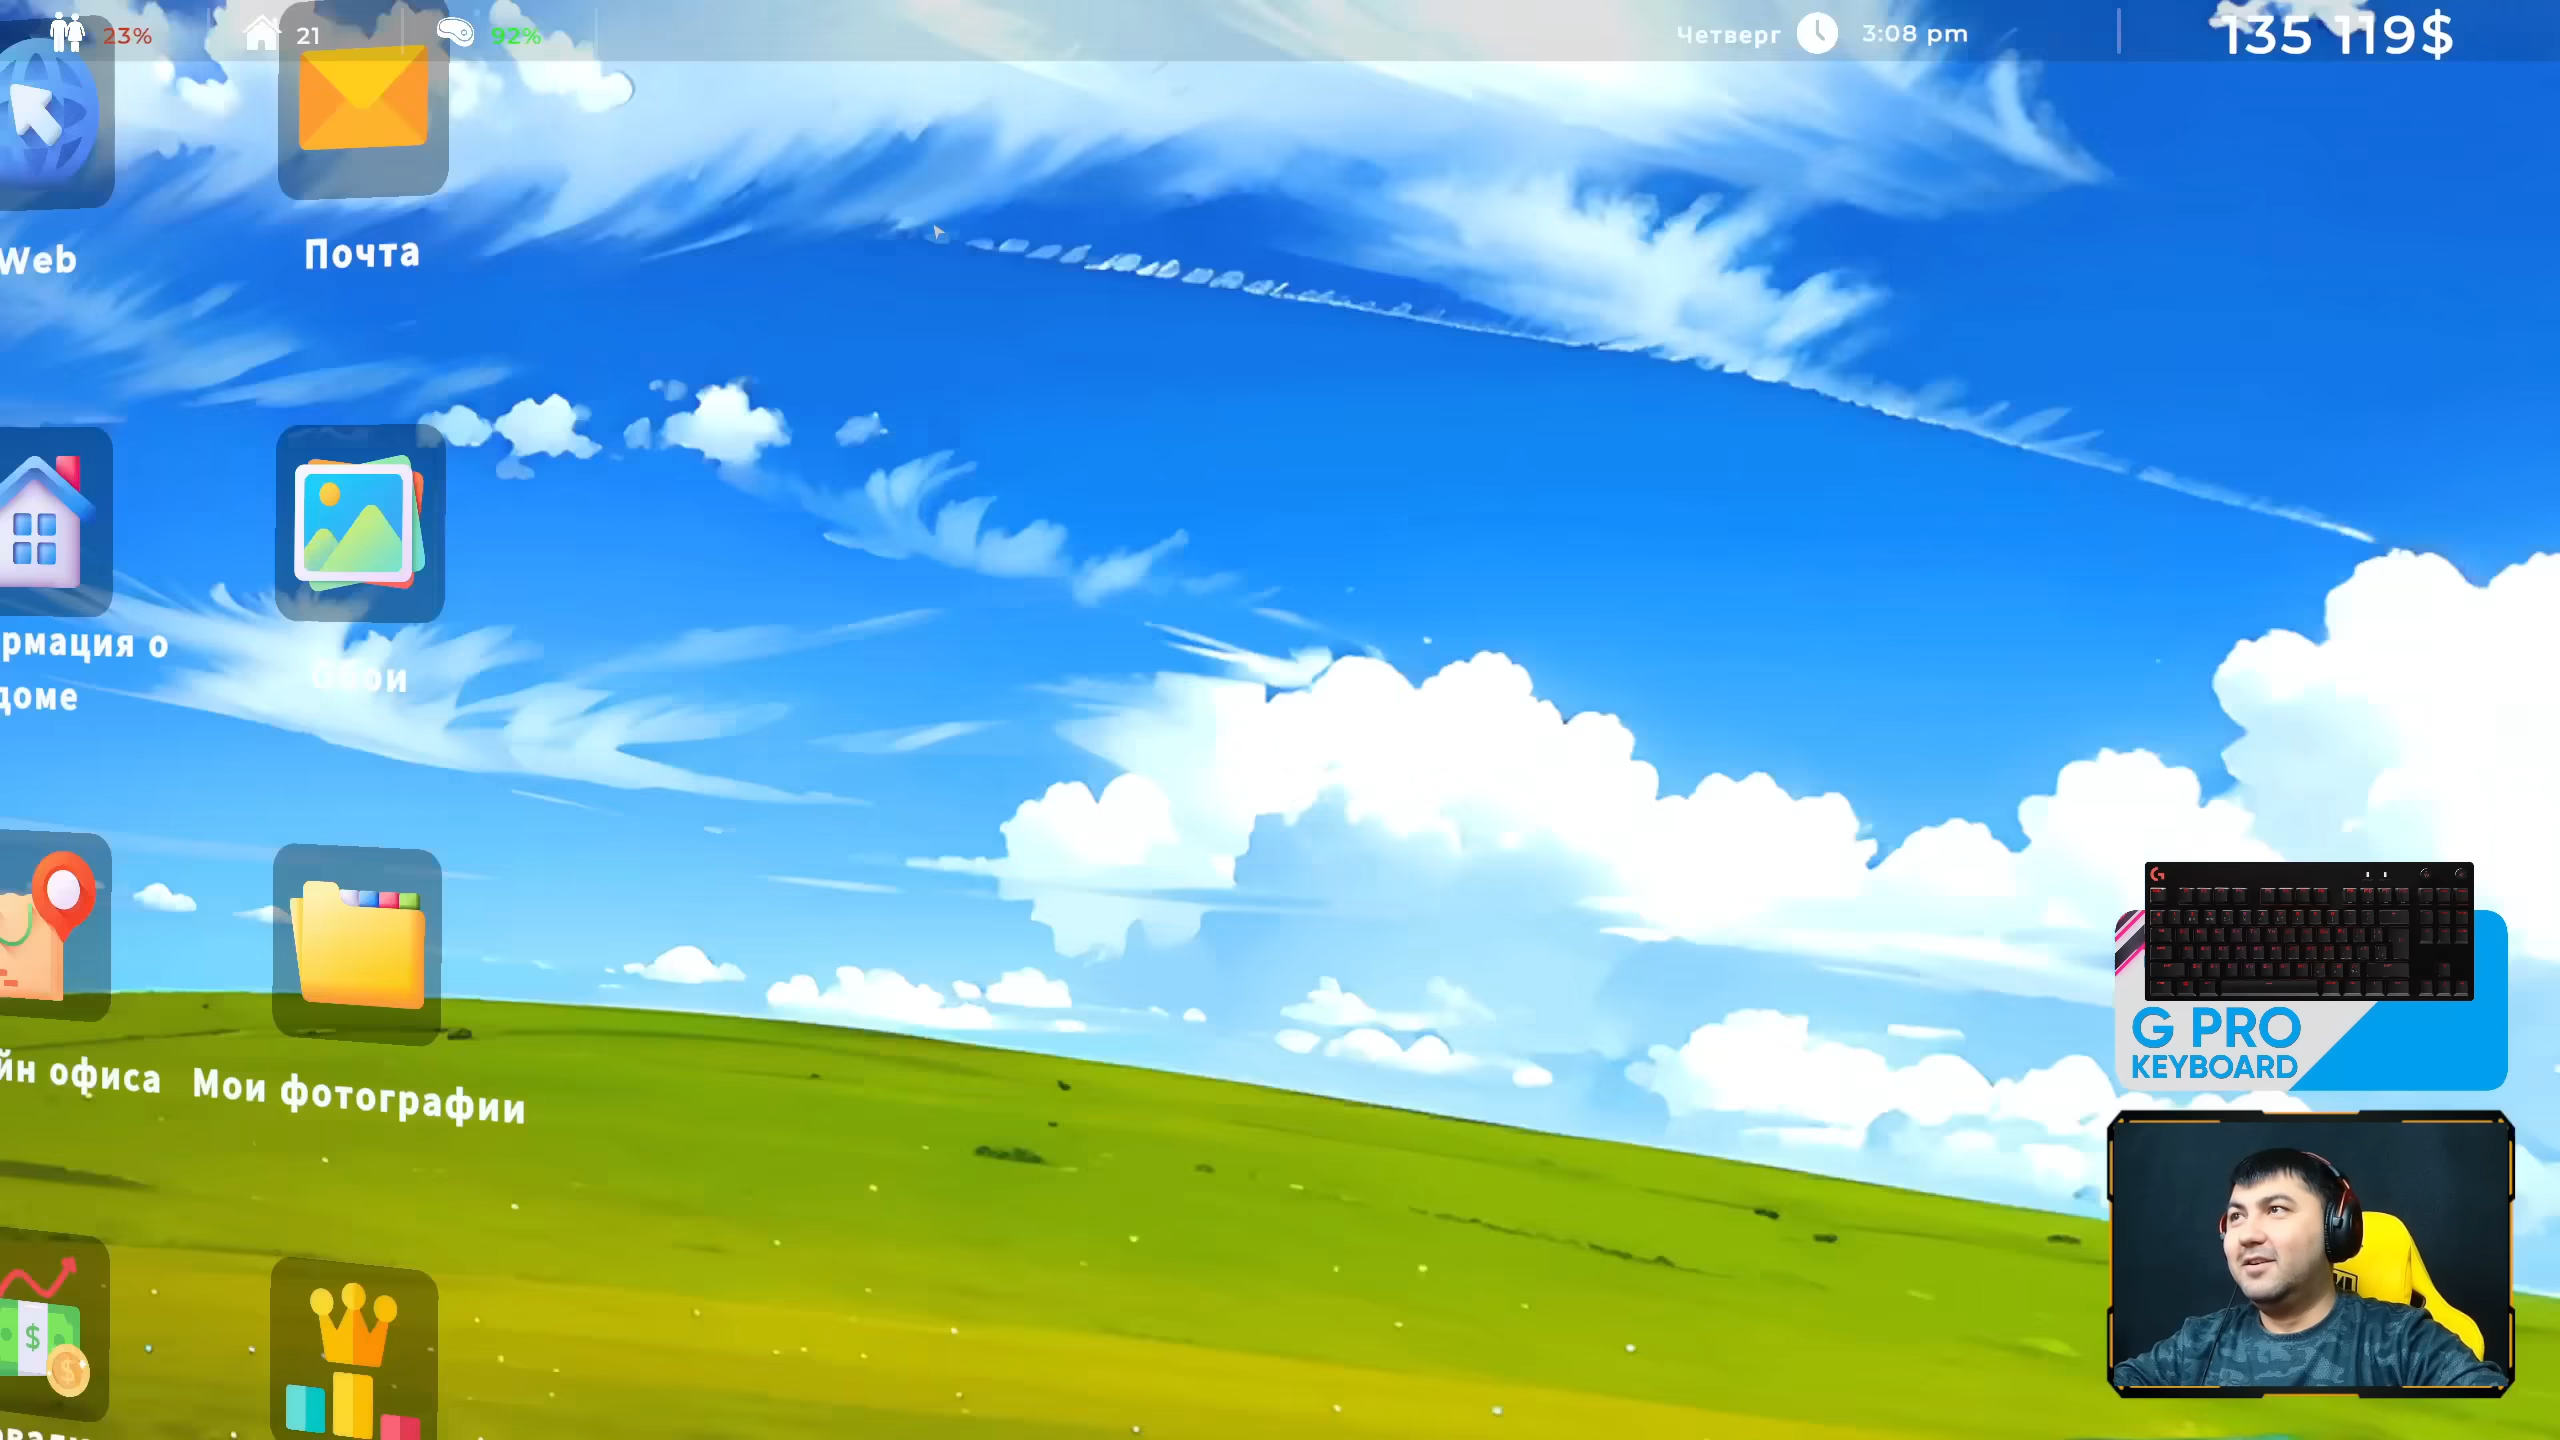 23%
21
92%
Четверг
3:08 pm
135 119$
Web
Почта
рмация о
доме
Обои
йн офиса
Мои фотографии
G PRO
KEYBOARD